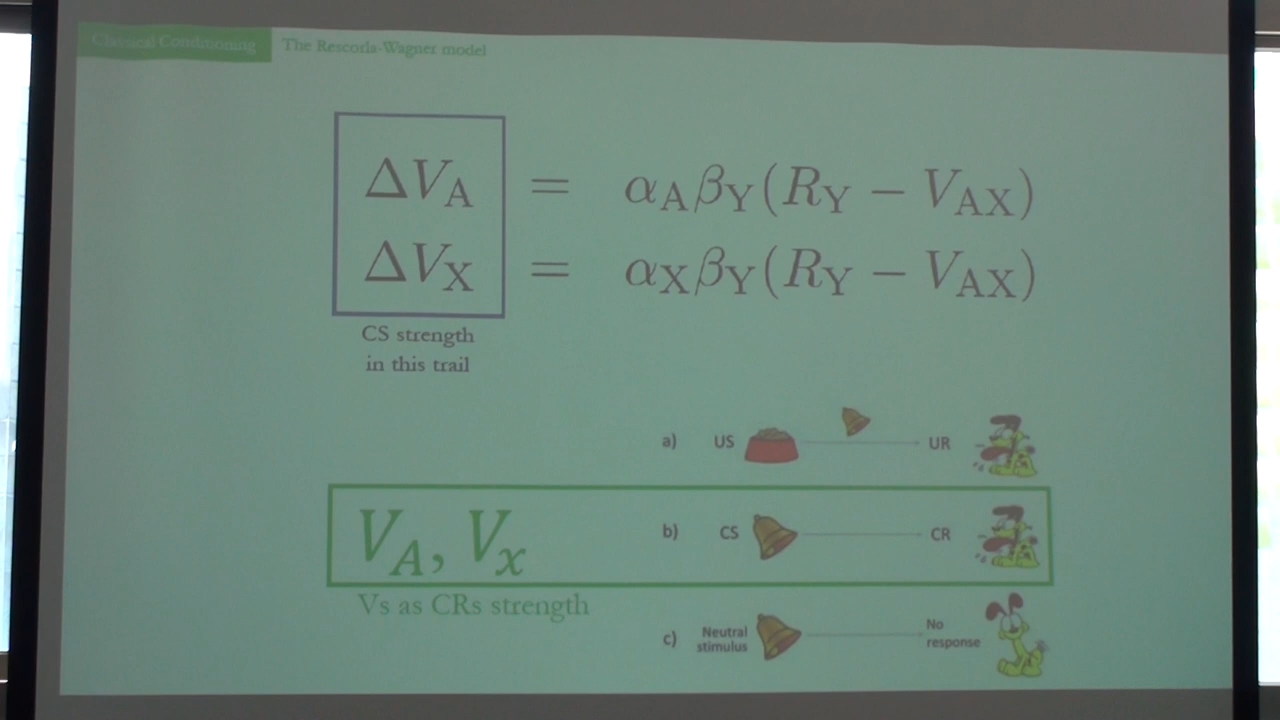 Classical Conditioning
The Rescorla-Wagner model
ΔV_A = α_Aβ_Y(R_Y − V_AX)
ΔV_X = α_Xβ_Y(R_Y − V_AX)
CS strength
in this trail
a) US UR
V_A, V_x
b) CS CR
Vs as CRs strength
c) Neutral
stimulus
No
response